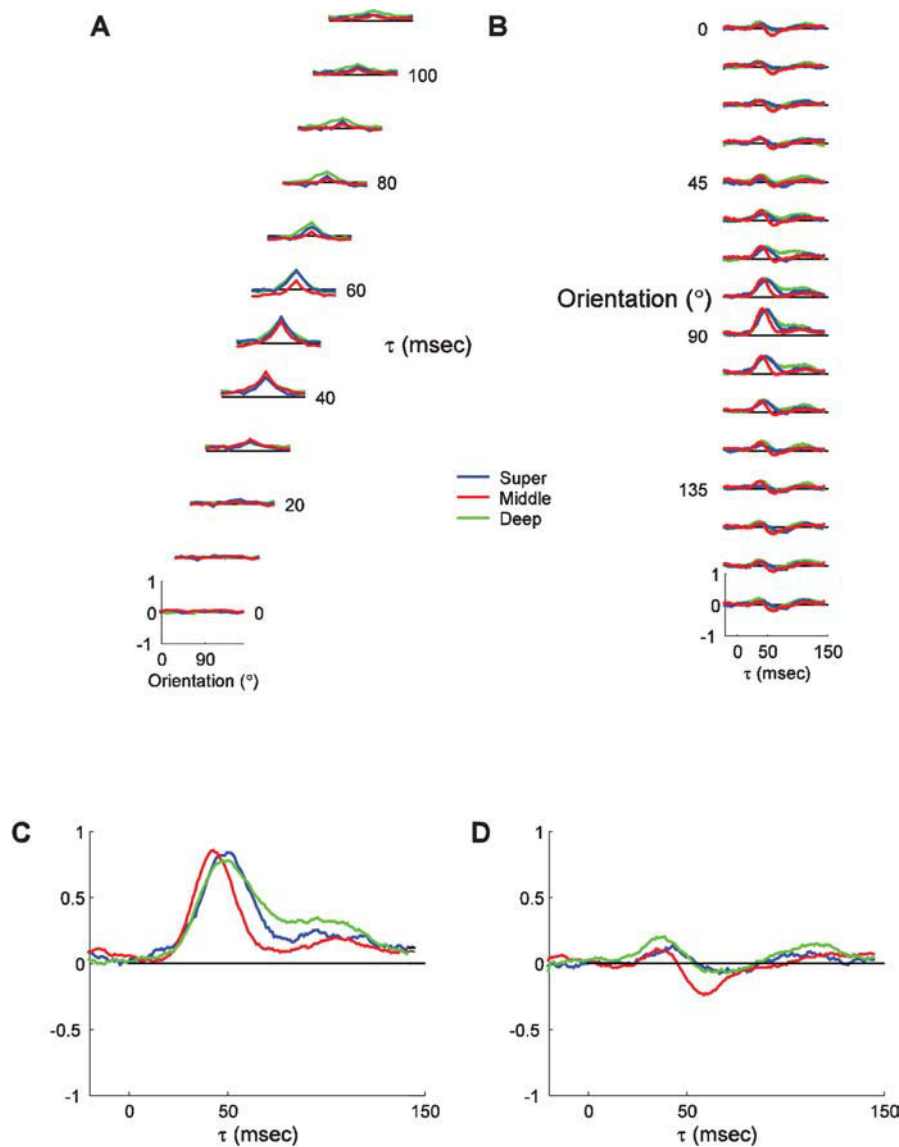 A
100
80
60
τ (msec)
40
20
1
0
-1
0
0 90
Orientation (°)
B
0
45
Orientation (°)
90
135
1
0
-1
0 50 150
τ (msec)
Super
Middle
Deep
C
1
0.5
0
-0.5
-1
0 50 150
τ (msec)
D
1
0.5
0
-0.5
-1
0 50 150
τ (msec)